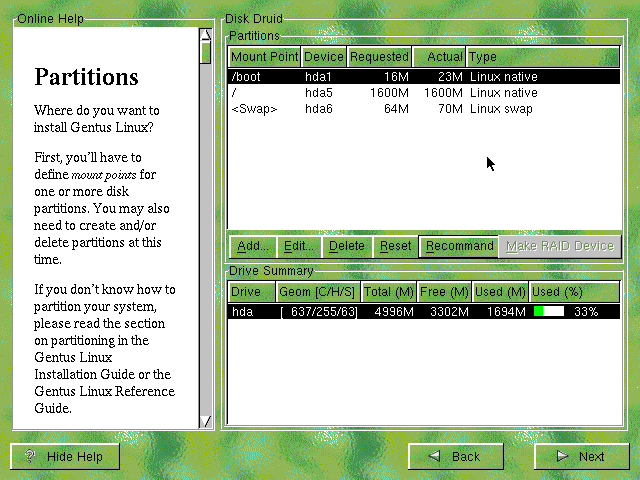 Online Help
Partitions
Where do you want to
install Gentus Linux?
First, you'll have to
define mount points for
one or more disk
partitions. You may also
need to create and/or
delete partitions at this
time.
If you don't know how to
partition your system,
please read the section
on partitioning in the
Gentus Linux
Installation Guide or the
Gentus Linux Reference
Guide.
Disk Druid
Partitions
Mount Point Device Requested Actual Type
/boot hda1 16M 23M Linux native
/ hda5 1600M 1600M Linux native
<Swap> hda6 64M 70M Linux swap
Add... Edit... Delete Reset Recommand Make RAID Device
Drive Summary
Drive Geom [C/H/S] Total (M) Free (M) Used (M) Used (%)
hda [ 637/255/63] 4996M 3302M 1694M 33%
? Hide Help Back Next